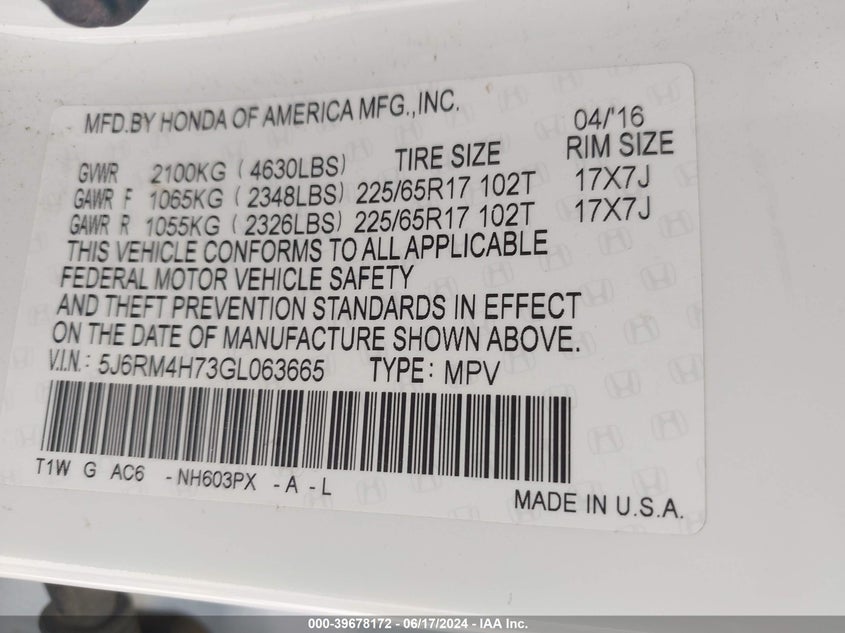 MFD.BY HONDA OF AMERICA MFG.,INC. 04/'16
TIRE SIZE RIM SIZE
GVWR 2100KG (4630LBS)
GAWR F 1065KG (2348LBS) 225/65R17 102T 17X7J
GAWR R 1055KG (2326LBS) 225/65R17 102T 17X7J
THIS VEHICLE CONFORMS TO ALL APPLICABLE
FEDERAL MOTOR VEHICLE SAFETY
AND THEFT PREVENTION STANDARDS IN EFFECT
ON THE DATE OF MANUFACTURE SHOWN ABOVE.
V.I.N.: 5J6RM4H73GL063665 TYPE: MPV
T1W G AC6 -NH603PX -A -L
MADE IN U.S.A.
000-39678172 - 06/17/2024 - IAA Inc.